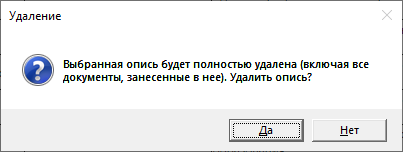 Удаление
Выбранная опись будет полностью удалена (включая все
документы, занесенные в нее). Удалить опись?
Да
Нет